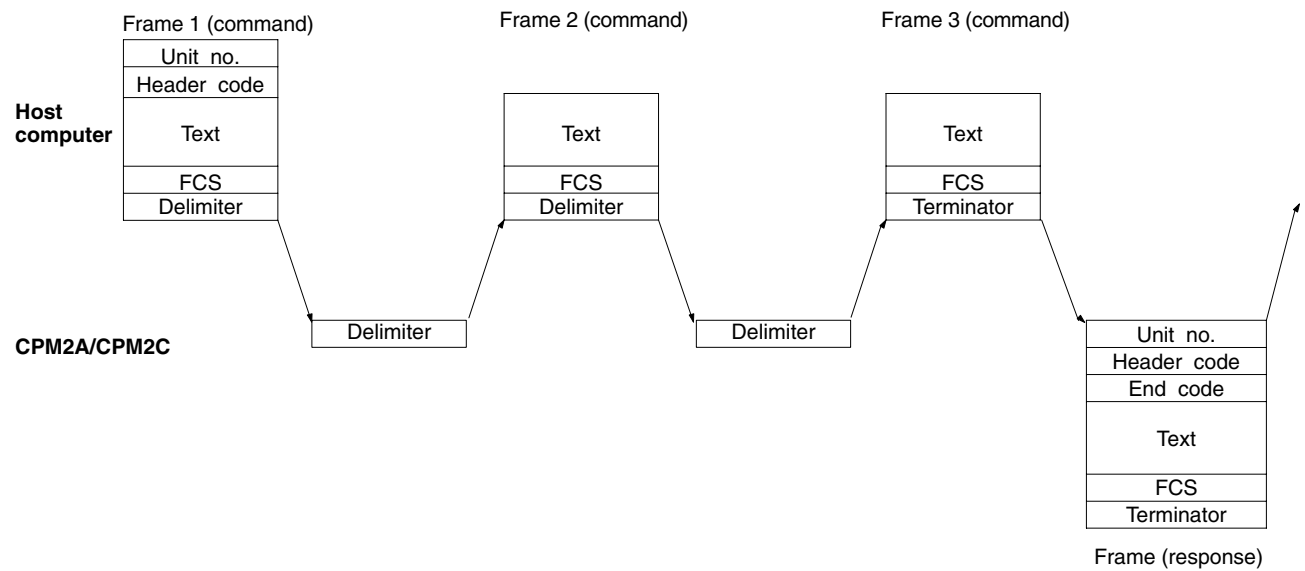 Frame 1 (command)
Frame 2 (command)
Frame 3 (command)
Host
computer
Unit no.
Header code
Text
FCS
Delimiter
Text
FCS
Delimiter
Text
FCS
Terminator
CPM2A/CPM2C
Delimiter
Delimiter
Unit no.
Header code
End code
Text
FCS
Terminator
Frame (response)